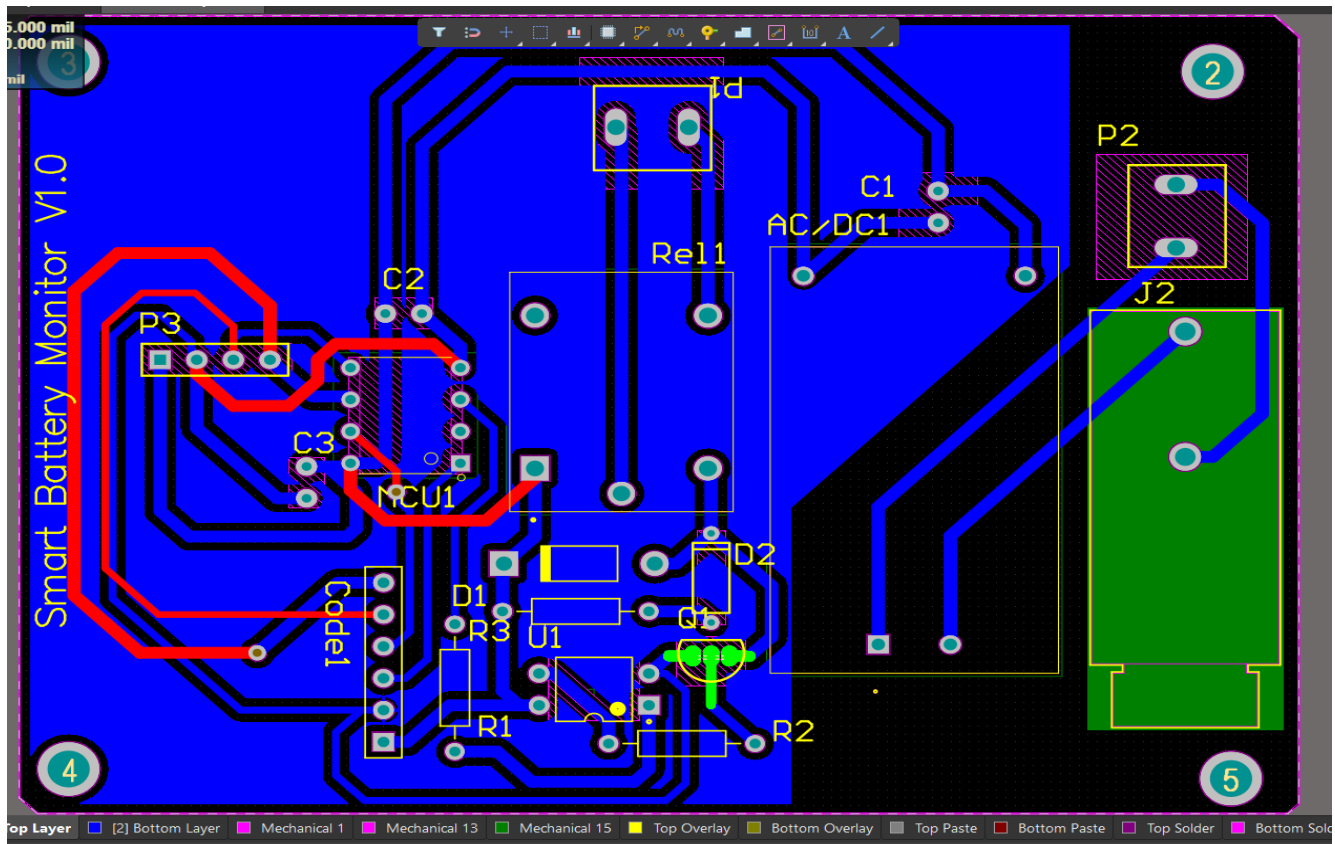 5.000 mil
0.000 mil
mil
3
2
P1
P2
C1
AC/DC1
Rel1
C2
J2
P3
C3
MCU1
Smart Battery Monitor V1.0
D2
D1
Code1
Q1
R3
U1
R1
R2
4
5
Top Layer
[2] Bottom Layer
Mechanical 1
Mechanical 13
Mechanical 15
Top Overlay
Bottom Overlay
Top Paste
Bottom Paste
Top Solder
Bottom Sold